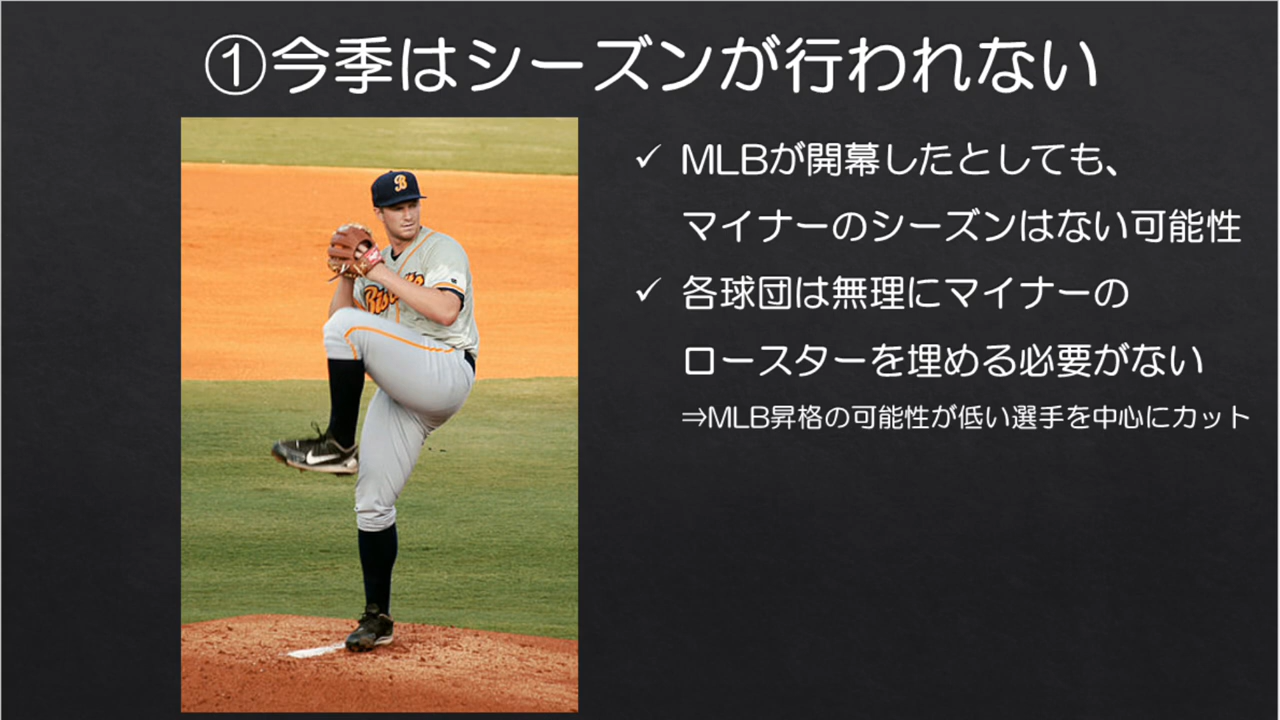 ①今季はシーズンが行われない
✓ MLBが開幕したとしても、
マイナーのシーズンはない可能性
✓ 各球団は無理にマイナーの
ロースターを埋める必要がない
⇒MLB昇格の可能性が低い選手を中心にカット
B